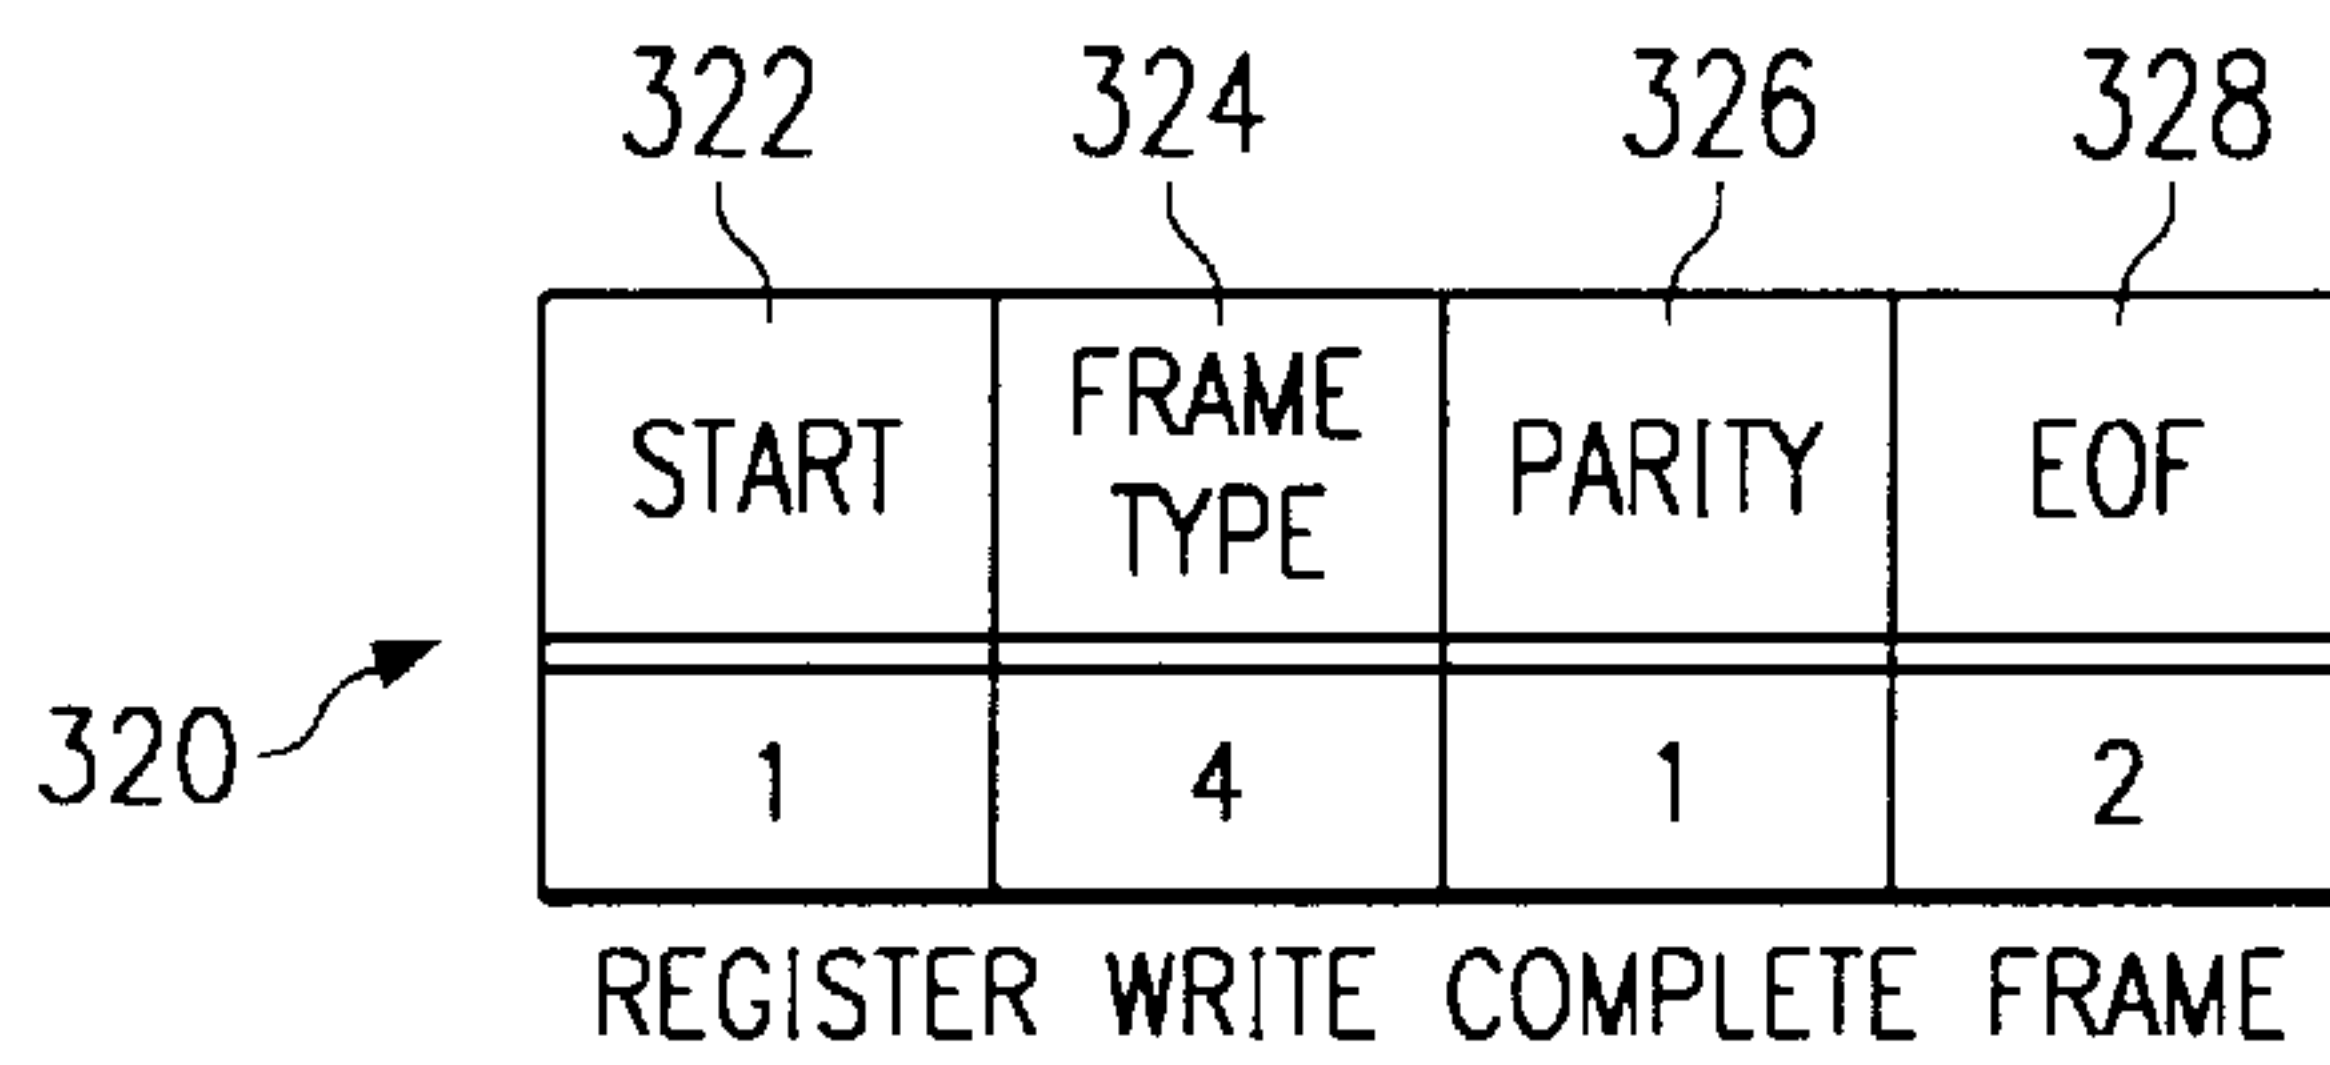 322 324 326 328
START FRAME TYPE PARITY EOF
320
1 4 1 2
REGISTER WRITE COMPLETE FRAME